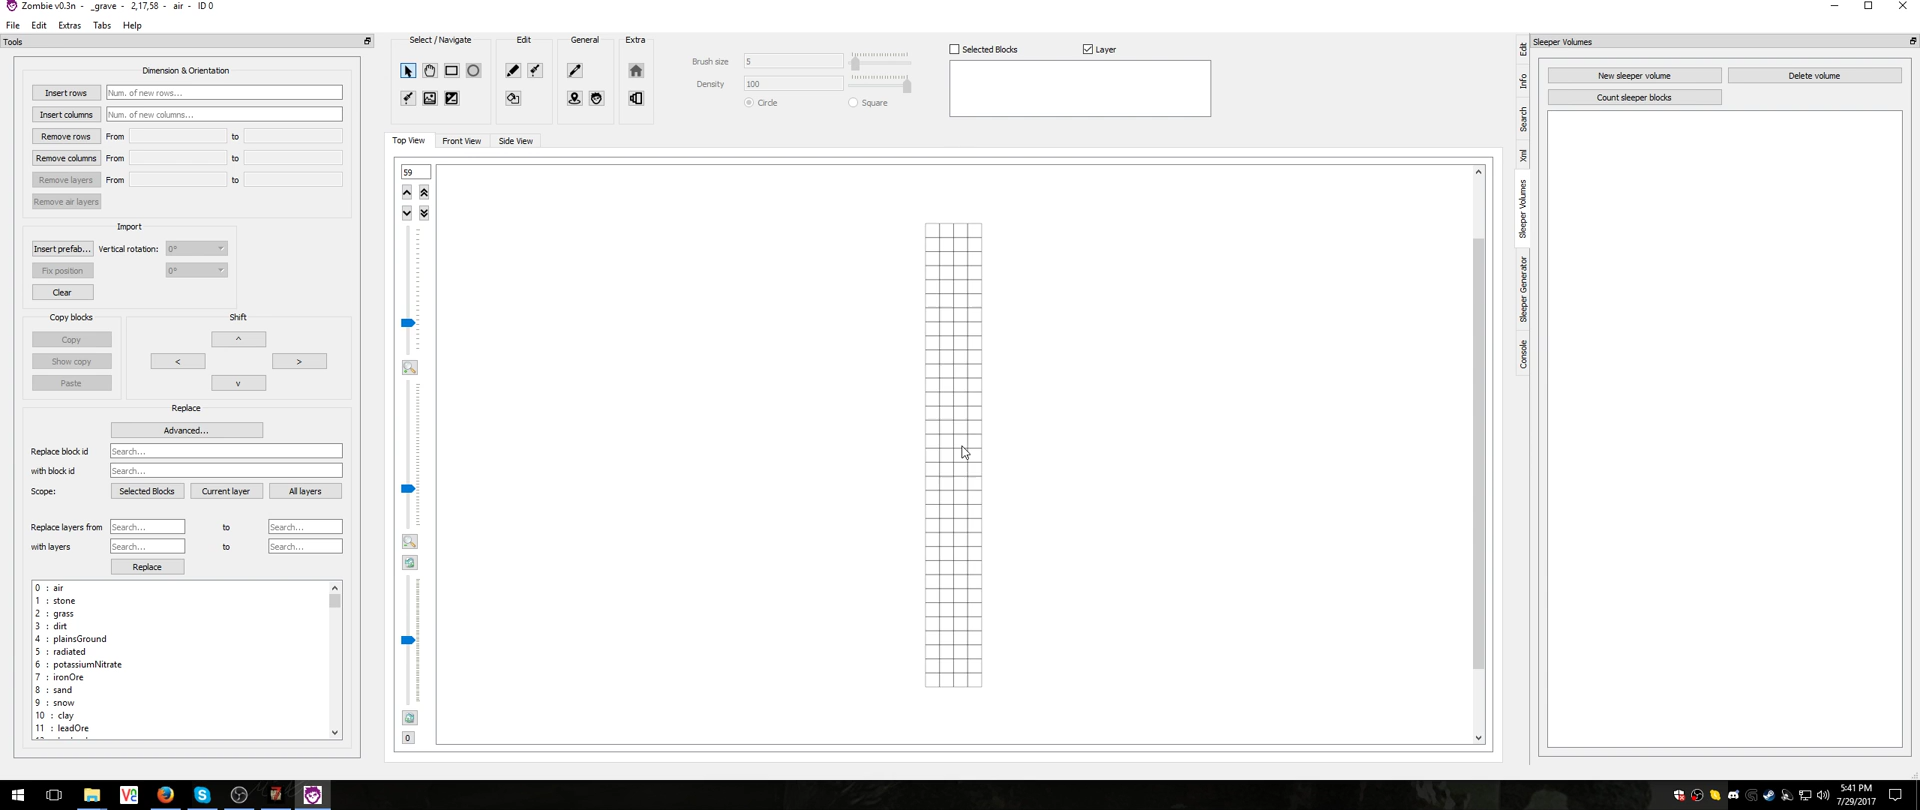 Zombie v0.3n - _grave - 2,17,58 - air - ID 0
File Edit Extras Tabs Help
Tools
Dimension & Orientation
Insert rows Num. of new rows...
Insert columns Num. of new columns...
Remove rows From to
Remove columns From to
Remove layers From to
Remove air layers
Import
Insert prefab... Vertical rotation: 0°
Fix position 0°
Clear
Copy blocks
Copy
Show copy
Paste
Shift
^
< >
v
Replace
Advanced...
Replace block id Search...
with block id Search...
Scope: Selected Blocks Current layer All layers
Replace layers from Search... to Search...
with layers Search... to Search...
Replace
0 : air
1 : stone
2 : grass
3 : dirt
4 : plainsGround
5 : radiated
6 : potassiumNitrate
7 : ironOre
8 : sand
9 : snow
10 : clay
11 : leadOre
Select / Navigate Edit General Extra
Brush size 5
Density 100
Circle Square
Selected Blocks Layer
Top View Front View Side View
59
0
Edit
Info
Search
Xml
Sleeper Volumes
Sleeper Generator
Console
Sleeper Volumes
New sleeper volume Delete volume
Count sleeper blocks
5:41 PM
7/29/2017